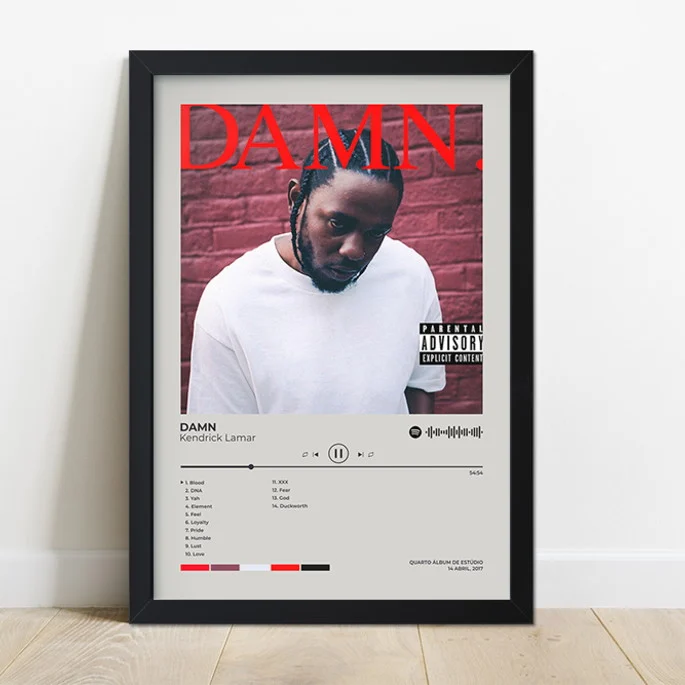 DAMN.
PARENTAL
ADVISORY
EXPLICIT CONTENT
DAMN
Kendrick Lamar
54:54
1. Blood
2. DNA
3. Yah
4. Element
5. Feel
6. Loyalty
7. Pride
8. Humble
9. Lust
10. Love
11. XXX
12. Fear
13. God
14. Duckworth
QUARTO ÁLBUM DE ESTÚDIO
14 ABRIL, 2017